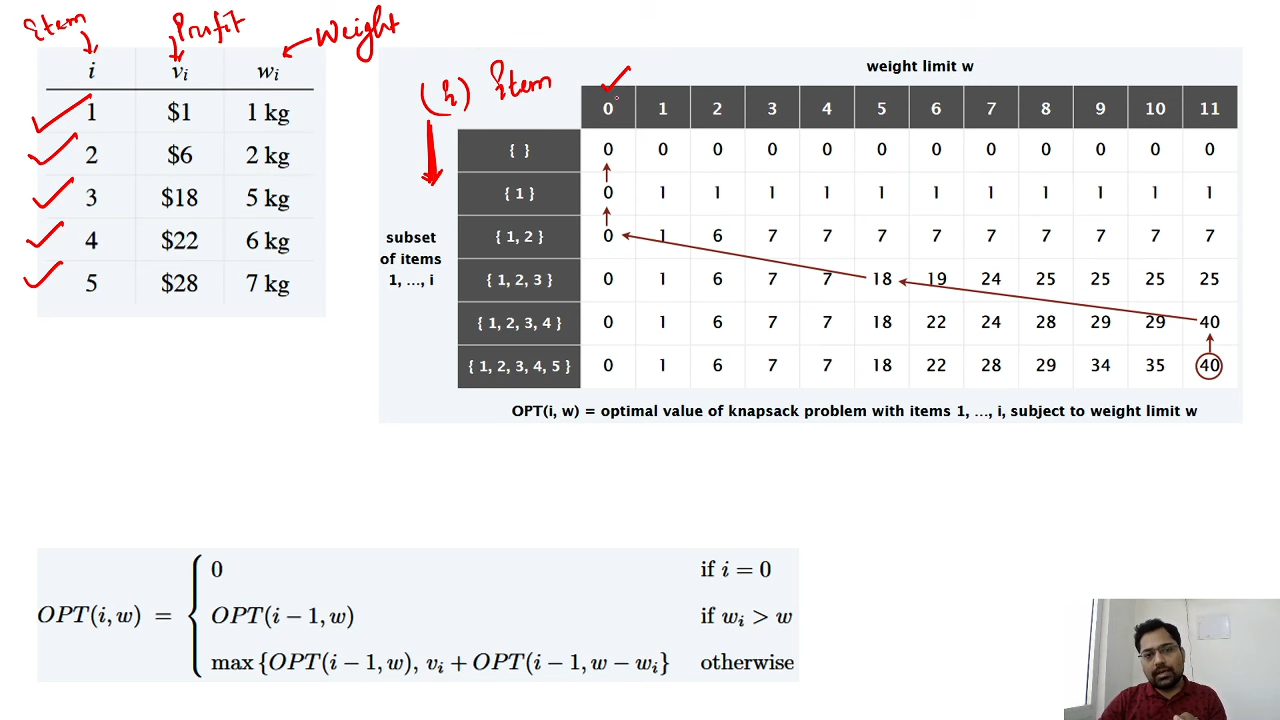 Item Profit Weight
i vᵢ wᵢ
1 $1 1 kg
2 $6 2 kg
3 $18 5 kg
4 $22 6 kg
5 $28 7 kg
item
weight limit w
0 1 2 3 4 5 6 7 8 9 10 11
{ } 0 0 0 0 0 0 0 0 0 0 0 0
{ 1 } 0 1 1 1 1 1 1 1 1 1 1 1
{ 1, 2 } 0 1 6 7 7 7 7 7 7 7 7 7
subset
of items
1, ..., i
{ 1, 2, 3 } 0 1 6 7 7 18 19 24 25 25 25 25
{ 1, 2, 3, 4 } 0 1 6 7 7 18 22 24 28 29 29 40
{ 1, 2, 3, 4, 5 } 0 1 6 7 7 18 22 28 29 34 35 40
OPT(i, w) = optimal value of knapsack problem with items 1, ..., i, subject to weight limit w
0 if i = 0
OPT(i, w) = OPT(i − 1, w) if wᵢ > w
max {OPT(i − 1, w), vᵢ + OPT(i − 1, w − wᵢ} otherwise